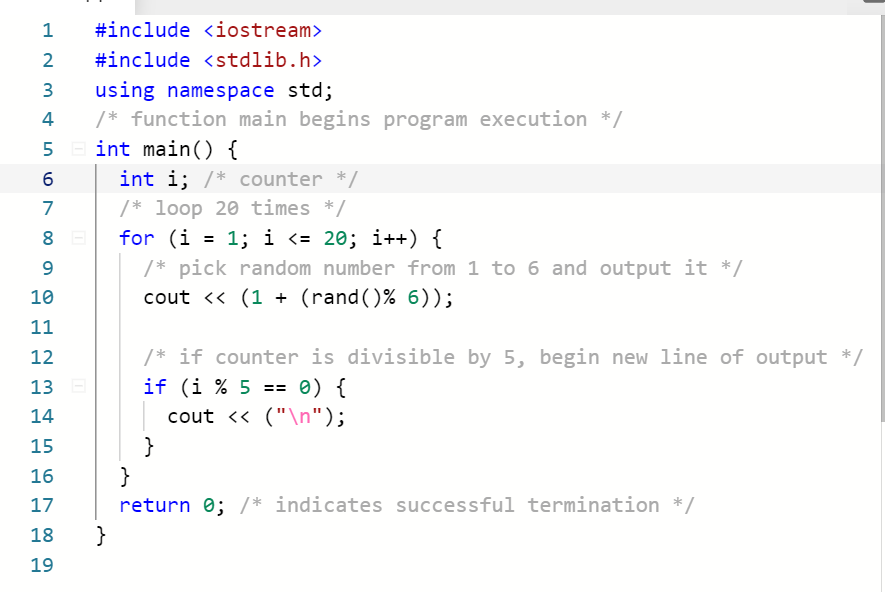 1 #include <iostream>
2 #include <stdlib.h>
3 using namespace std;
4 /* function main begins program execution */
5 int main() {
6   int i; /* counter */
7   /* loop 20 times */
8   for (i = 1; i <= 20; i++) {
9     /* pick random number from 1 to 6 and output it */
10     cout << (1 + (rand()% 6));
11
12     /* if counter is divisible by 5, begin new line of output */
13     if (i % 5 == 0) {
14       cout << ("\n");
15     }
16   }
17   return 0; /* indicates successful termination */
18 }
19